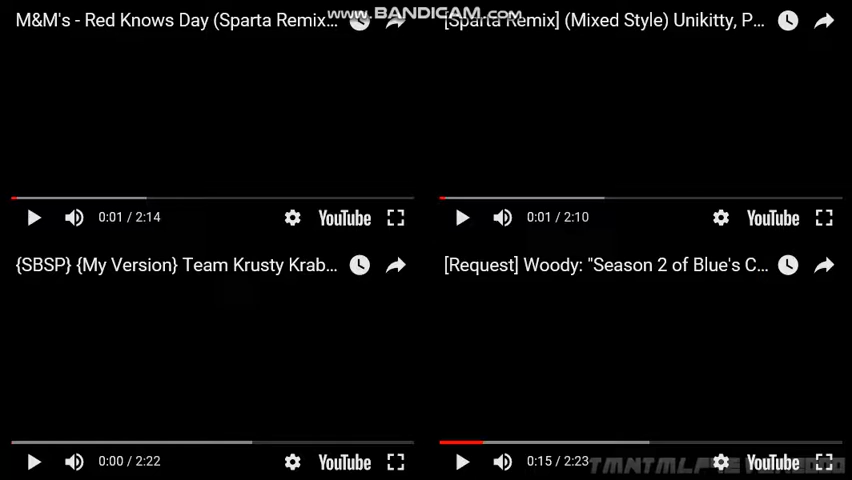 www.BANDICAM.com
M&M's - Red Knows Day (Sparta Remix...
[Sparta Remix] (Mixed Style) Unikitty, P...
0:01 / 2:14
YouTube
0:01 / 2:10
YouTube
{SBSP} {My Version} Team Krusty Krab...
[Request] Woody: "Season 2 of Blue's C...
0:00 / 2:22
YouTube
0:15 / 2:23
YouTube